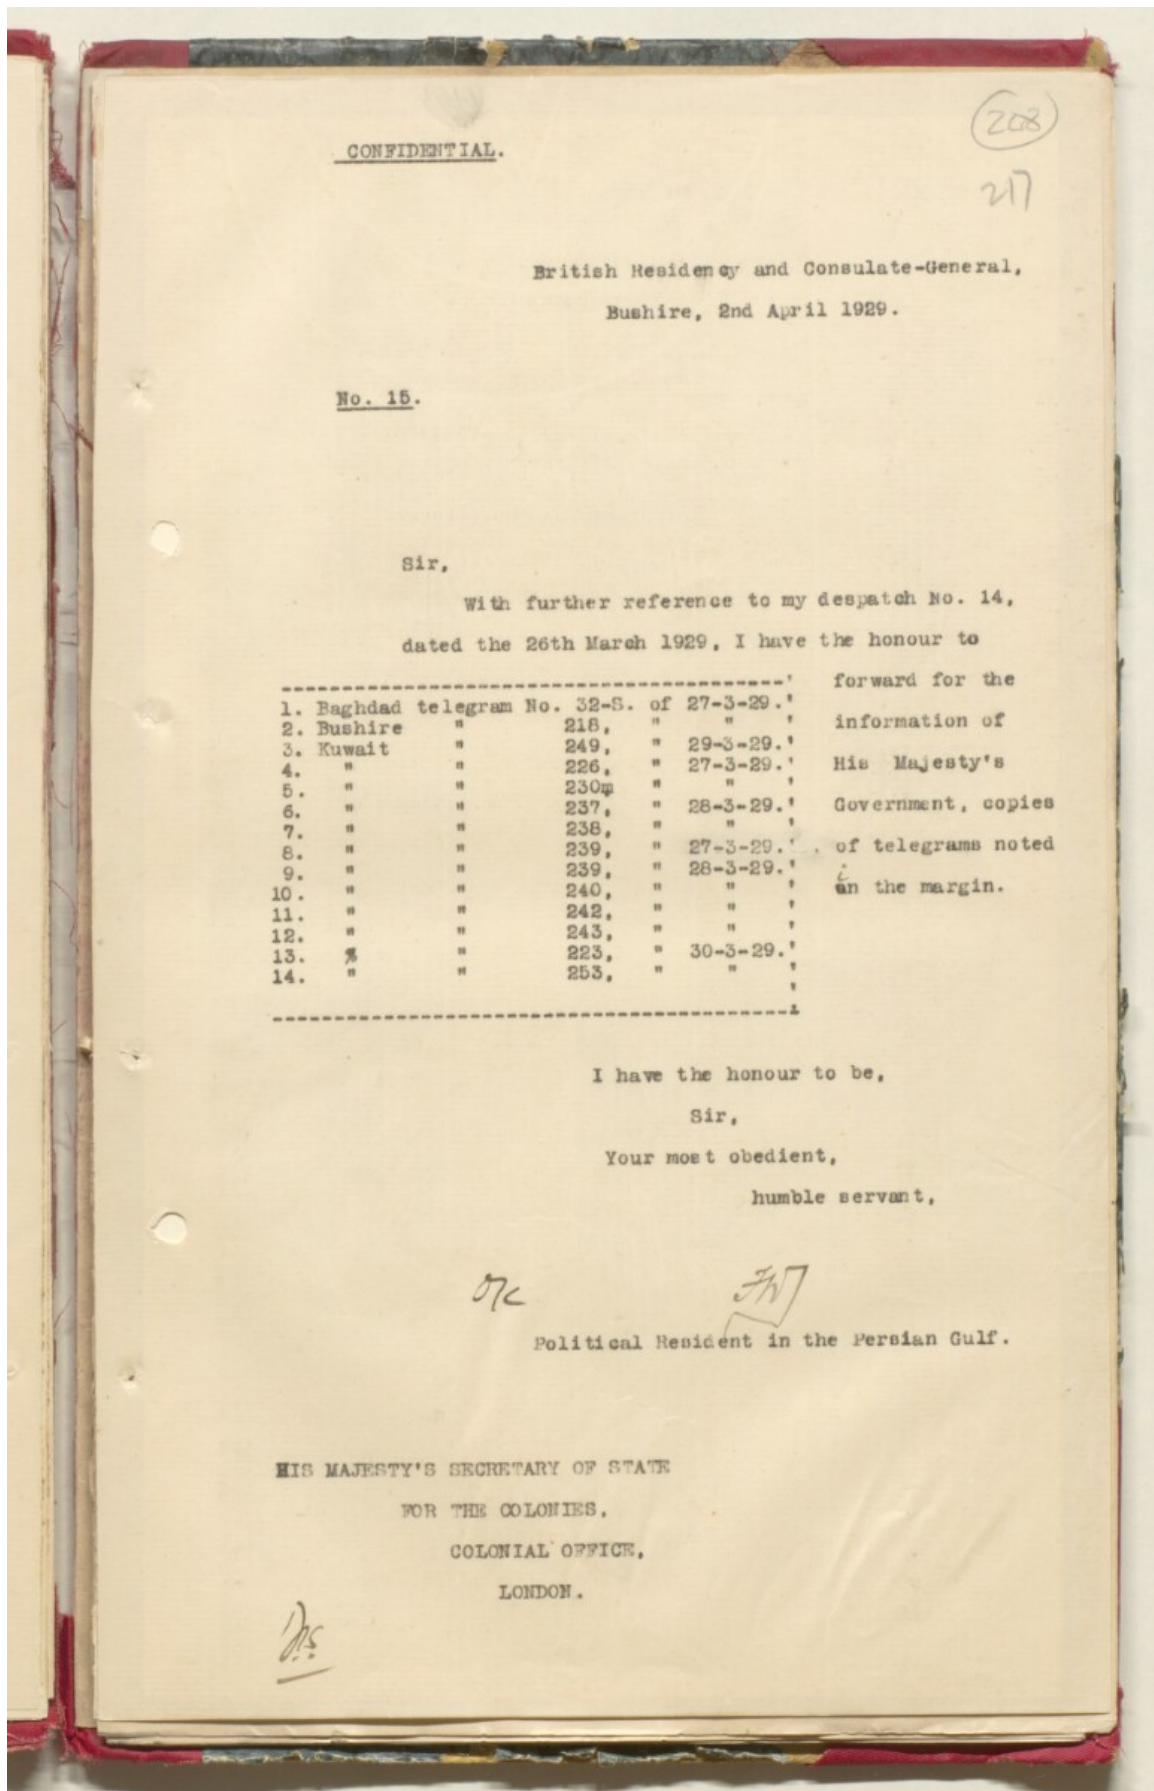 208
217
CONFIDENTIAL.
British Residency and Consulate-General,
Bushire, 2nd April 1929.
No. 15.
Sir,
With further reference to my despatch No. 14,
dated the 26th March 1929, I have the honour to
forward for the
information of
His Majesty's
Government, copies
of telegrams noted
in the margin.
1. Baghdad telegram No. 32-S. of 27-3-29.'
2. Bushire " 218, " " '
3. Kuwait " 249, " 29-3-29.'
4. " " 226, " 27-3-29.'
5. " " 230m " " '
6. " " 237, " 28-3-29.'
7. " " 238, " " '
8. " " 239, " 27-3-29.'
9. " " 239, " 28-3-29.'
10. " " 240, " " '
11. " " 242, " " '
12. " " 243, " " '
13. " " 223, " 30-3-29.'
14. " " 253, " " '
I have the honour to be,
Sir,
Your most obedient,
humble servant,
Political Resident in the Persian Gulf.
HIS MAJESTY'S SECRETARY OF STATE
FOR THE COLONIES,
COLONIAL OFFICE,
LONDON.